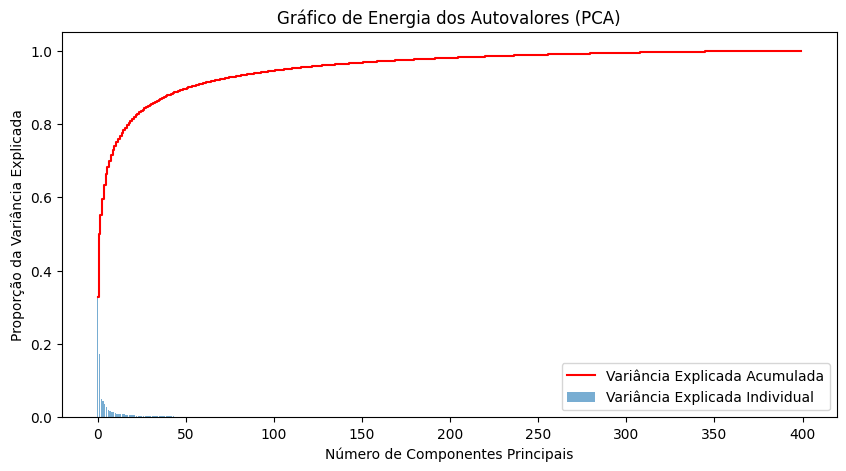 Gráfico de Energia dos Autovalores (PCA)
Proporção da Variância Explicada
1.0
0.8
0.6
0.4
0.2
0.0
Variância Explicada Acumulada
Variância Explicada Individual
0 50 100 150 200 250 300 350 400
Número de Componentes Principais